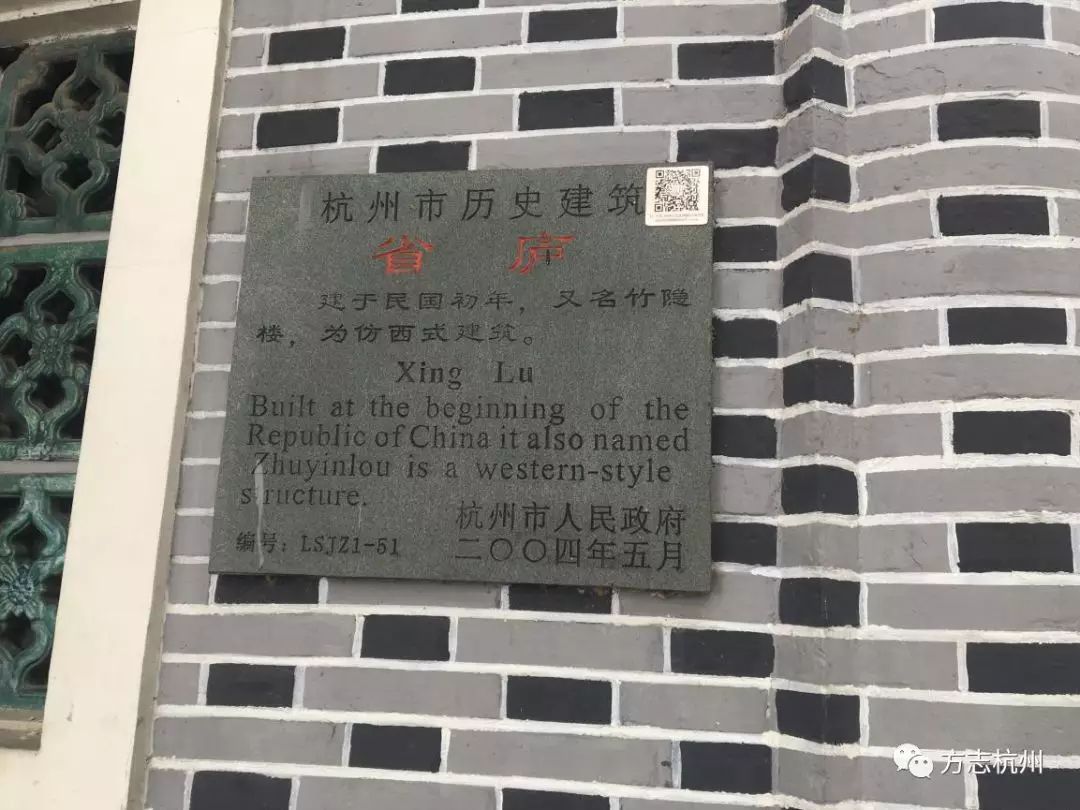 杭州市历史建筑
省 庐
建于民国初年，又名竹隐
楼，为仿西式建筑。
Xing Lu
Built at the beginning of the
Republic of China it also named
Zhuyinlou is a western-style
structure.
杭州市人民政府
编号：LSJZ1-51
二〇〇四年五月
方志杭州